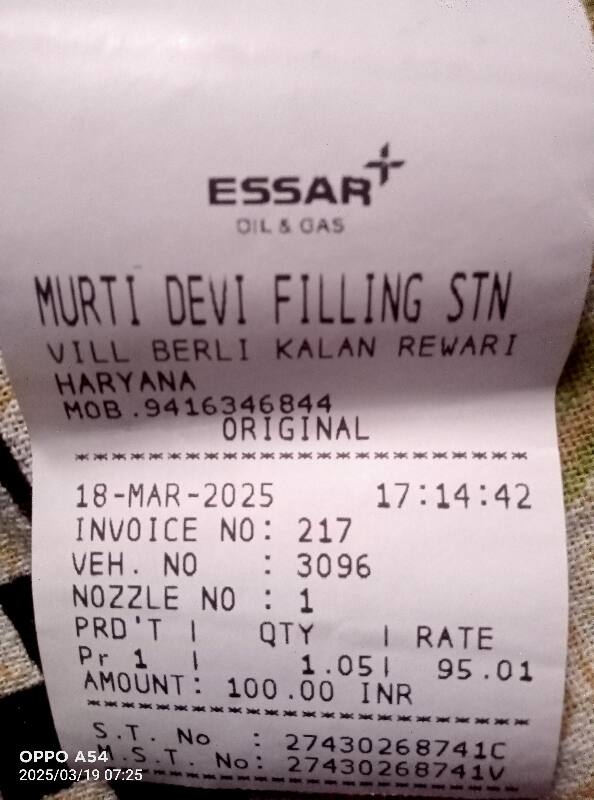 ESSAR
OIL & GAS
MURTI DEVI FILLING STN
VILL BERLI KALAN REWARI
HARYANA
MOB.9416346844
ORIGINAL
************************************
18-MAR-2025 17:14:42
INVOICE NO: 217
VEH. NO : 3096
NOZZLE NO : 1
PRD'T | QTY | RATE
Pr 1 | 1.05| 95.01
AMOUNT: 100.00 INR
************************************
S.T. No : 27430268741C
M.S.T. No: 27430268741V
OPPO A54
2025/03/19 07:25